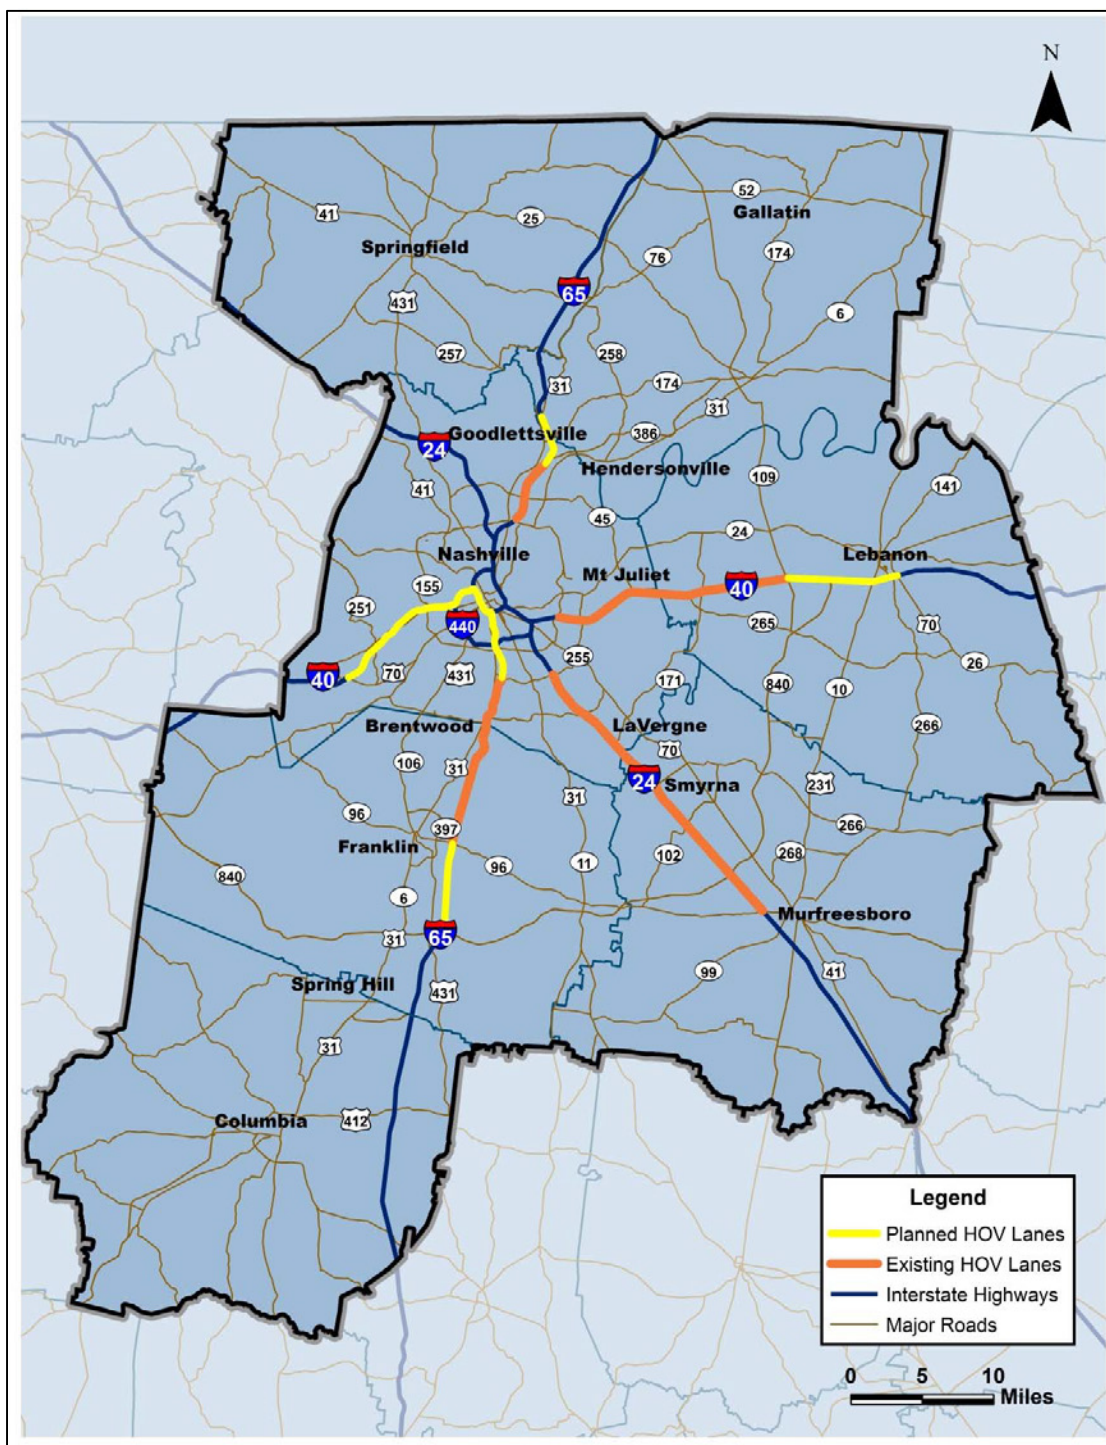 N
52
Gallatin
41
25
Springfield
174
76
65
431
6
257
258
31
174
31
386
Goodlettsville
24
Hendersonville
109
141
41
45
24
Nashville
Lebanon
Mt Juliet
155
40
251
440
265
70
255
26
40
70
431
171
840
10
Brentwood
LaVergne
266
106
31
70
24
Smyrna
231
31
96
397
266
Franklin
96
11
102
268
840
6
Murfreesboro
31
65
99
41
Spring Hill
431
31
Columbia
412
Legend
Planned HOV Lanes
Existing HOV Lanes
Interstate Highways
Major Roads
0 5 10
Miles